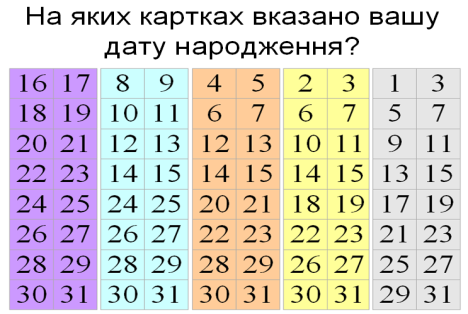 На яких картках вказано вашу
дату народження?
16 17 8 9 4 5 2 3 1 3
18 19 10 11 6 7 6 7 5 7
20 21 12 13 12 13 10 11 9 11
22 23 14 15 14 15 14 15 13 15
24 25 24 25 20 21 18 19 17 19
26 27 26 27 22 23 22 23 21 23
28 29 28 29 28 29 26 27 25 27
30 31 30 31 30 31 30 31 29 31